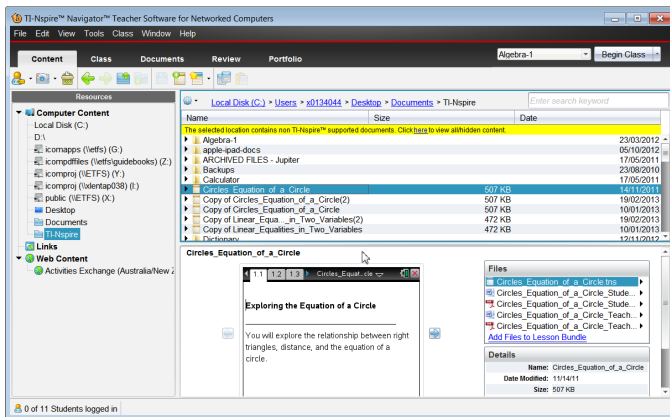 TI-Nspire™ Navigator™ Teacher Software for Networked Computers
File Edit View Tools Class Window Help
Content Class Documents Review Portfolio Algebra-1 Begin Class
Resources
Computer Content
Local Disk (C:)
D:\
icomapps (\\etfs) (G:)
icompdffiles (\\etfs\guidebooks) (Z:)
icomproj (\\ETFS) (Y:)
icomproj (\\dentap038) (I:)
public (\\ETFS) (X:)
Desktop
Documents
TI-Nspire
Links
Web Content
Activities Exchange (Australia/New Z
Local Disk (C:) > Users > x0134044 > Desktop > Documents > TI-Nspire Enter search keyword
Name Size Date
The selected location contains non TI-Nspire™ supported documents. Click here to view all/hidden content.
Algebra-1 23/03/2012
apple-ipad-docs 05/10/2012
ARCHIVED FILES - Jupiter 17/05/2011
Backups 23/08/2010
Calculator 17/05/2011
Circles_Equation_of_a_Circle 507 KB 14/11/2011
Copy of Circles_Equation_of_a_Circle(2) 507 KB 19/02/2013
Copy of Circles_Equation_of_a_Circle 507 KB 10/01/2013
Copy of Linear_Equa..._in_Two_Variables(2) 472 KB 19/02/2013
Copy of Linear_Equalities_in_Two_Variables 472 KB 10/01/2013
Dictionary 12/11/2012
Circles_Equation_of_a_Circle
1.1 1.2 1.3 Circles_Equat..cle
Exploring the Equation of a Circle
You will explore the relationship between right
triangles, distance, and the equation of a
circle.
Files
Circles_Equation_of_a_Circle.tns
Circles_Equation_of_a_Circle_Stude...
Circles_Equation_of_a_Circle_Stude...
Circles_Equation_of_a_Circle_Teach...
Circles_Equation_of_a_Circle_Teach...
Add Files to Lesson Bundle
Details
Name: Circles_Equation_of_a_Circle
Date Modified: 11/14/11
Size: 507 KB
0 of 11 Students logged in